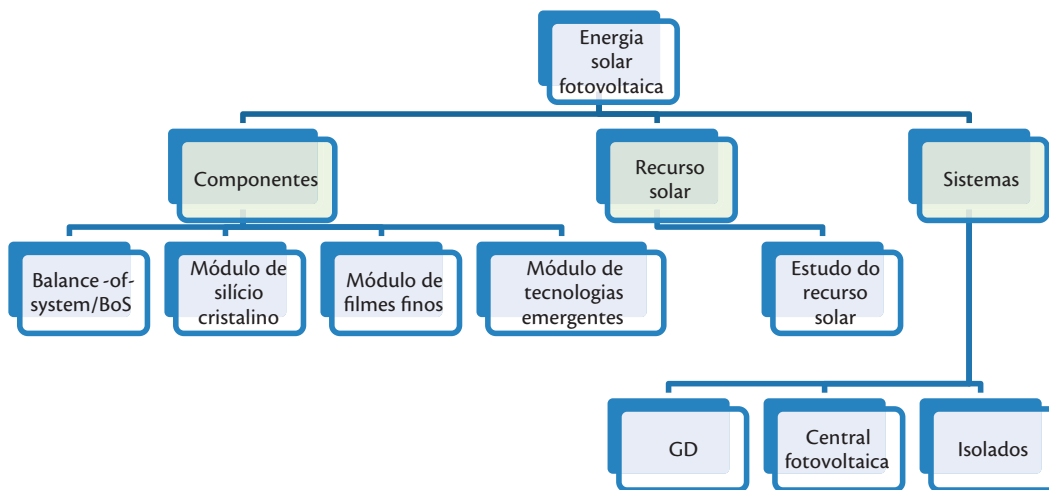 Energia
solar
fotovoltaica
Componentes
Recurso
solar
Sistemas
Balance -of-
system/BoS
Módulo de
silício
cristalino
Módulo de
filmes finos
Módulo de
tecnologias
emergentes
Estudo do
recurso
solar
GD
Central
fotovoltaica
Isolados